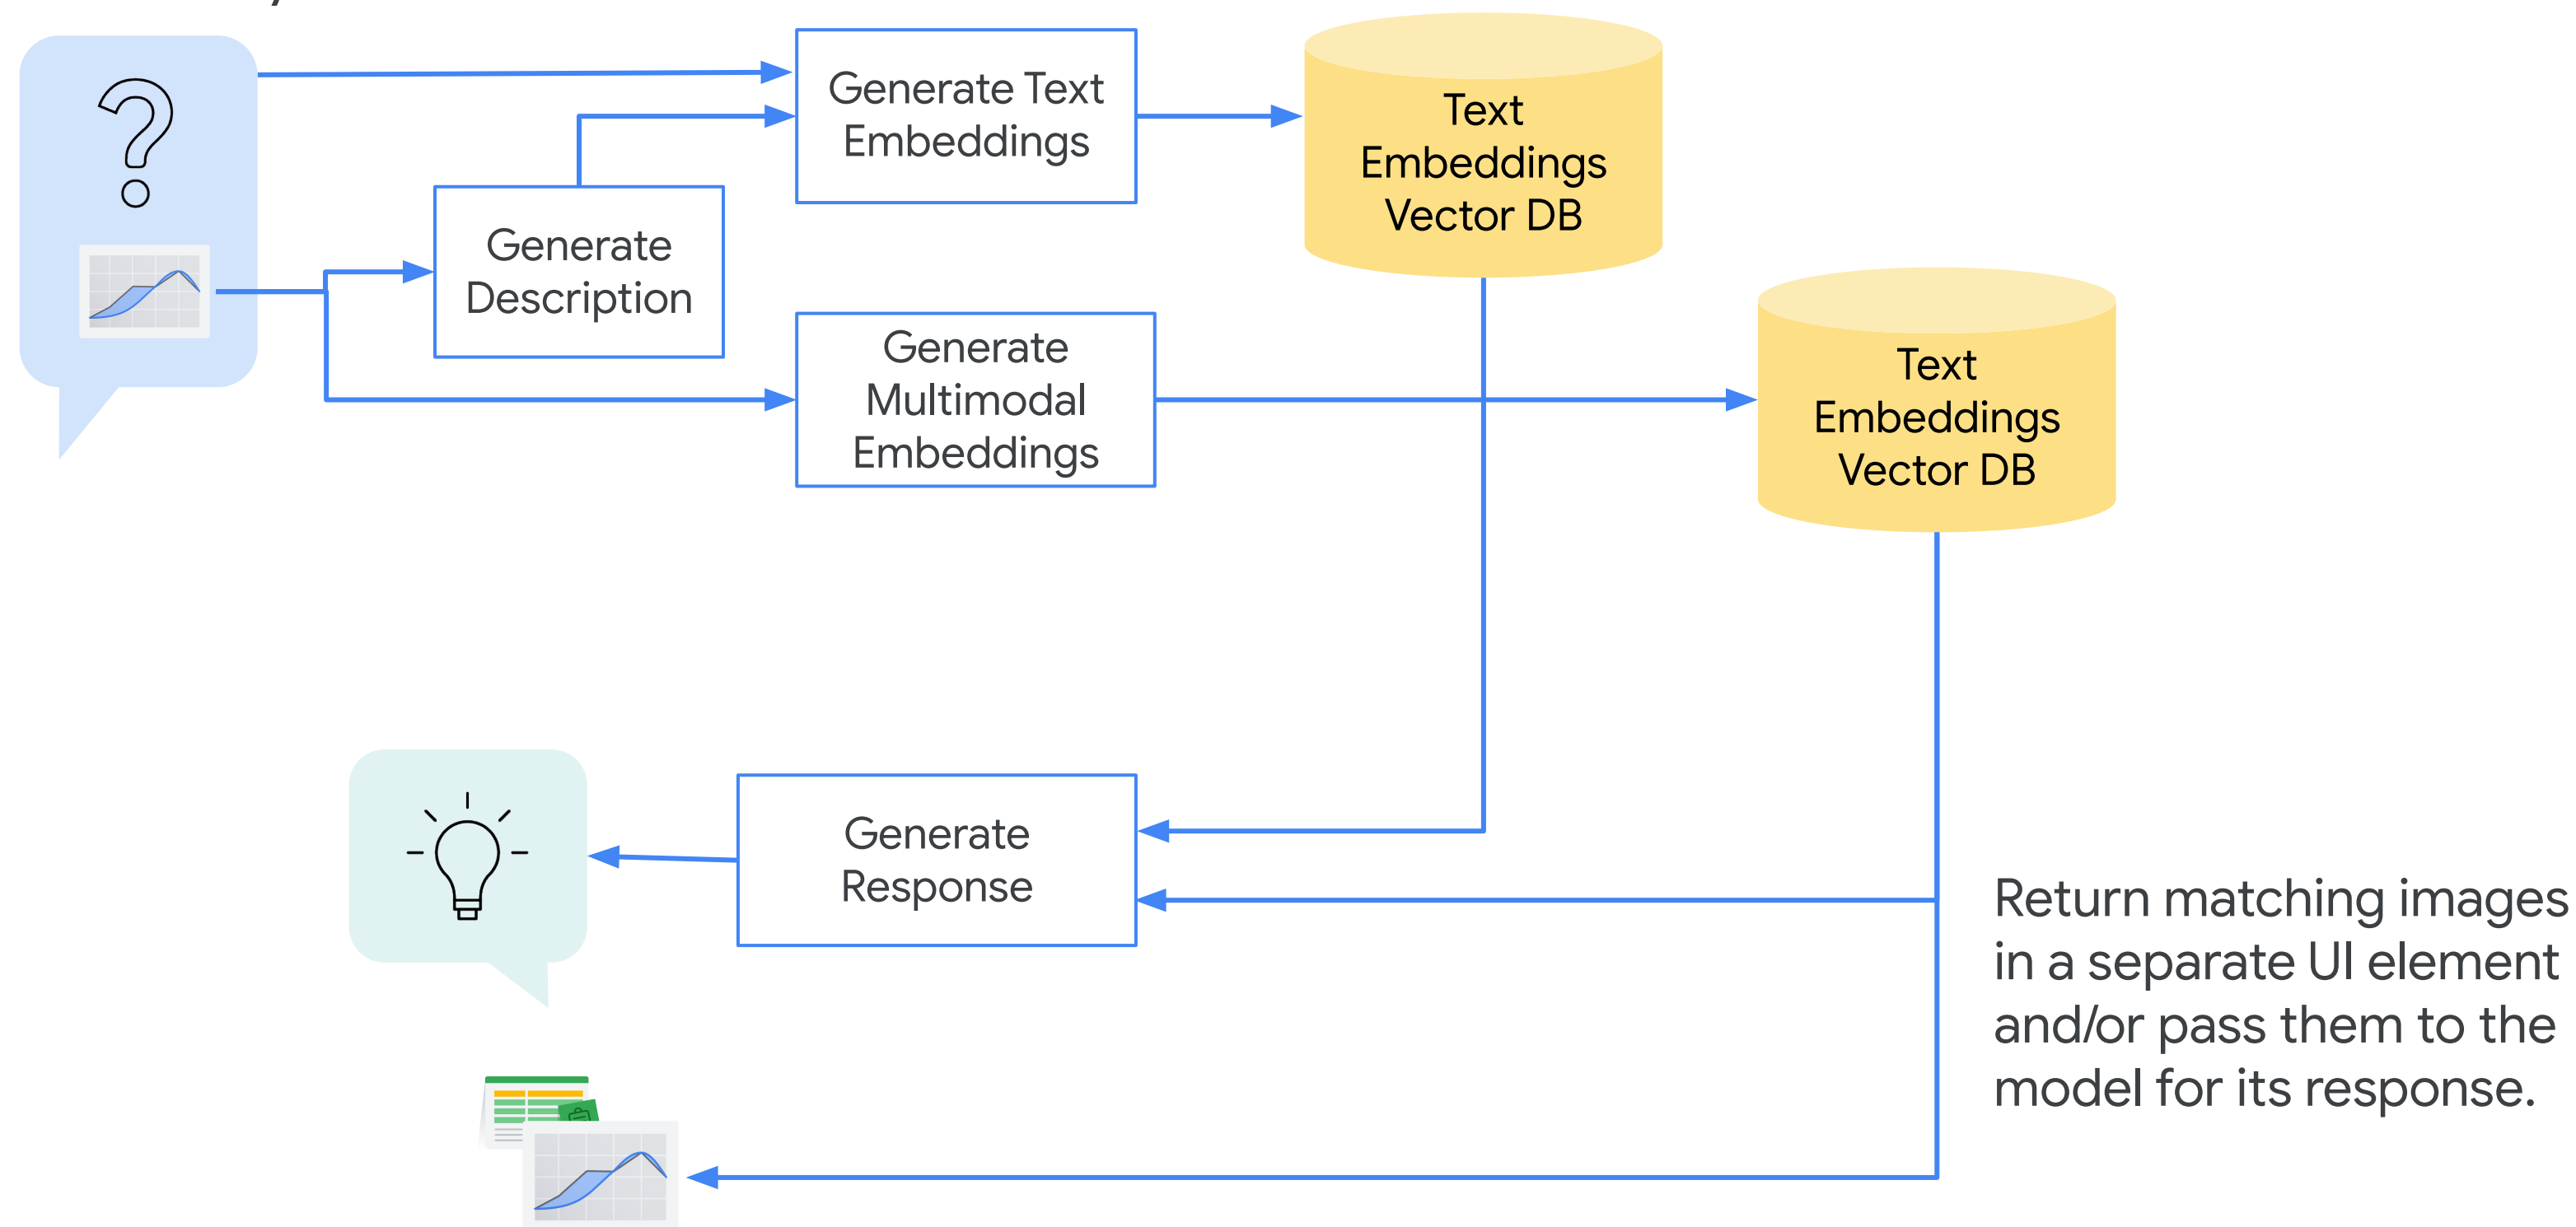 Generate Text
Embeddings
Text
Embeddings
Vector DB
Generate
Description
Generate
Multimodal
Embeddings
Text
Embeddings
Vector DB
Generate
Response
Return matching images
in a separate UI element
and/or pass them to the
model for its response.